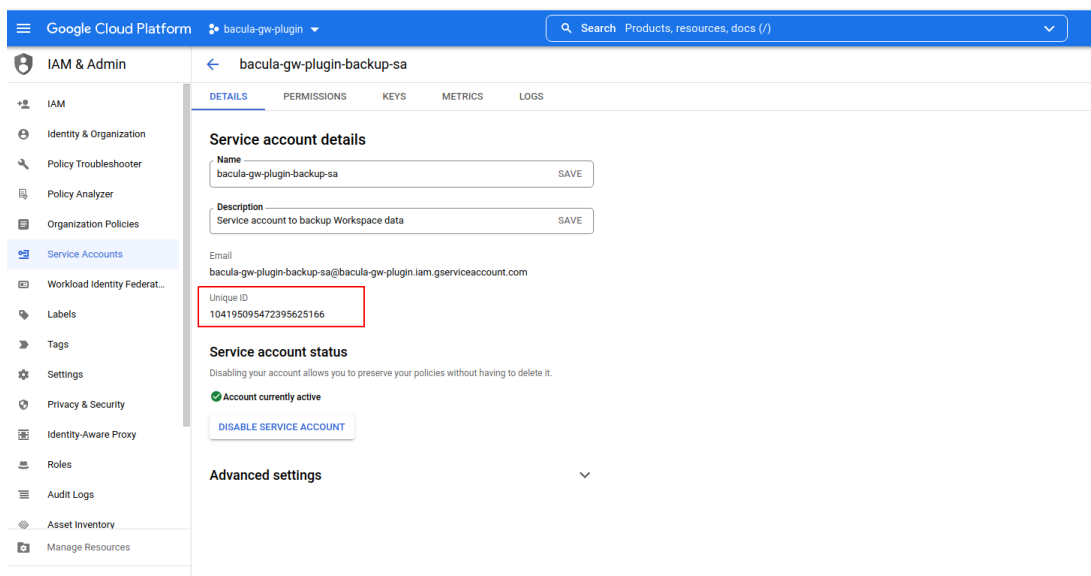 Google Cloud Platform
bacula-gw-plugin
Search Products, resources, docs (/)
IAM & Admin
bacula-gw-plugin-backup-sa
DETAILS PERMISSIONS KEYS METRICS LOGS
IAM
Identity & Organization
Policy Troubleshooter
Policy Analyzer
Organization Policies
Service Accounts
Workload Identity Federat...
Labels
Tags
Settings
Privacy & Security
Identity-Aware Proxy
Roles
Audit Logs
Asset Inventory
Manage Resources
Service account details
Name
bacula-gw-plugin-backup-sa SAVE
Description
Service account to backup Workspace data SAVE
Email
bacula-gw-plugin-backup-sa@bacula-gw-plugin.iam.gserviceaccount.com
Unique ID
104195095472395625166
Service account status
Disabling your account allows you to preserve your policies without having to delete it.
Account currently active
DISABLE SERVICE ACCOUNT
Advanced settings